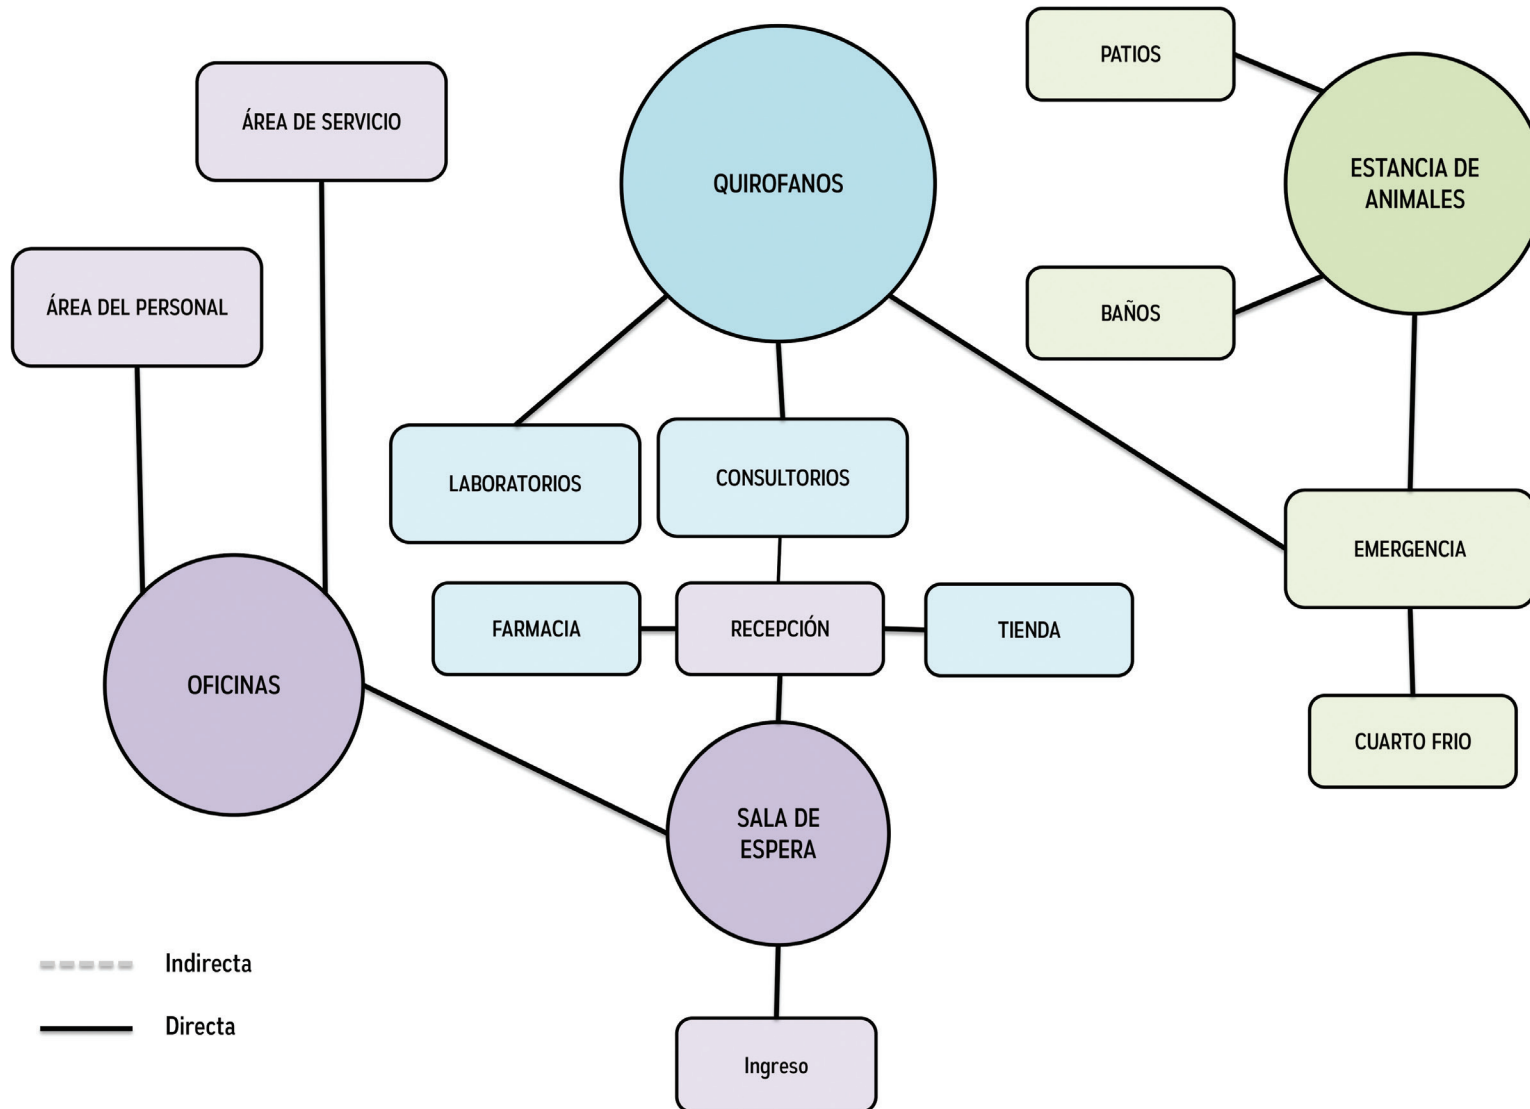 PATIOS
ÁREA DE SERVICIO
QUIROFANOS
ESTANCIA DE
ANIMALES
ÁREA DEL PERSONAL
BAÑOS
LABORATORIOS
CONSULTORIOS
EMERGENCIA
FARMACIA
RECEPCIÓN
TIENDA
OFICINAS
CUARTO FRIO
SALA DE
ESPERA
Indirecta
Directa
Ingreso